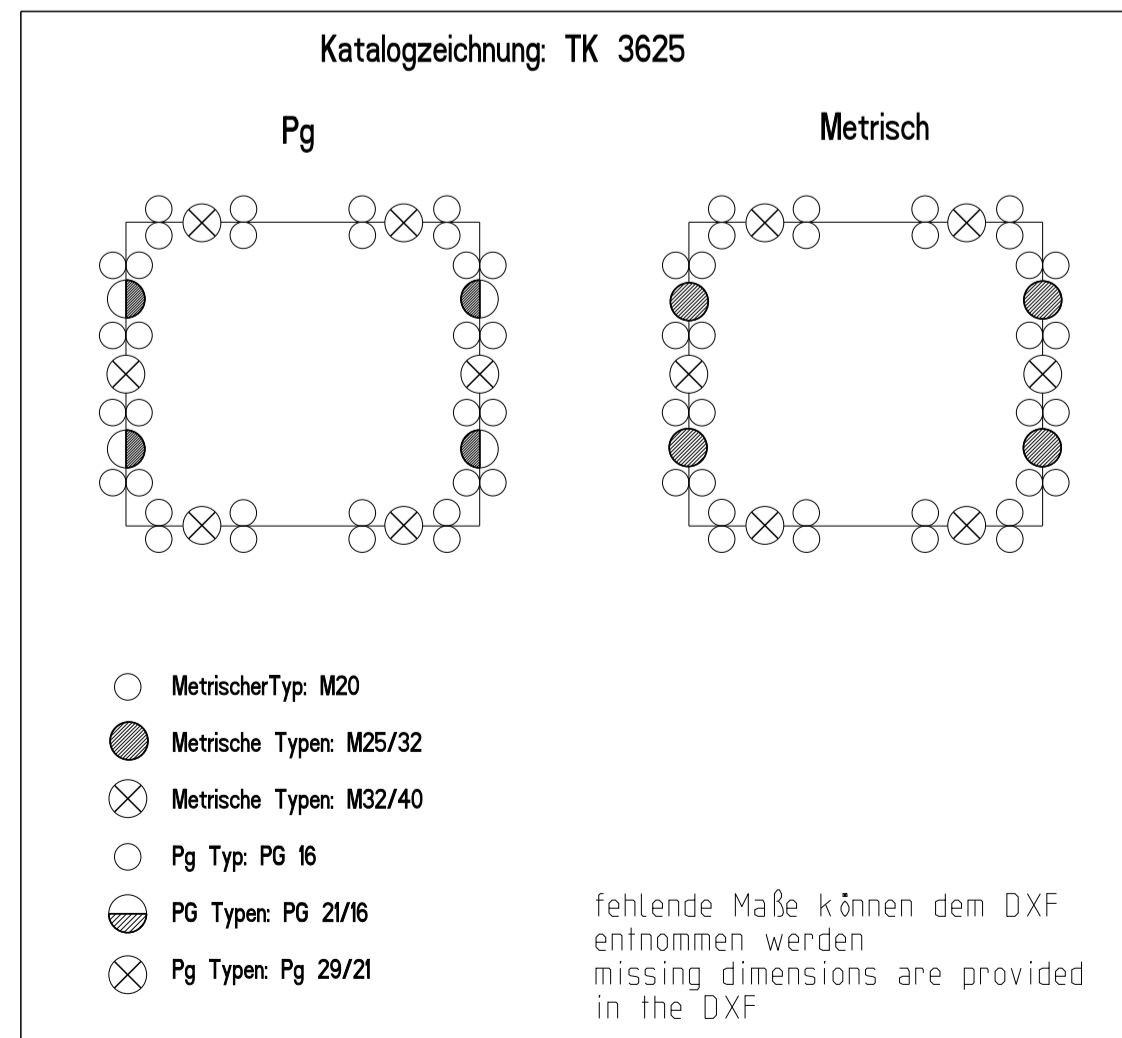 Katalogzeichnung: TK 3625
Pg
Metrisch
MetrischerTyp: M20
Metrische Typen: M25/32
Metrische Typen: M32/40
Pg Typ: PG 16
PG Typen: PG 21/16
Pg Typen: Pg 29/21
fehlende Maße können dem DXF
entnommen werden
missing dimensions are provided
in the DXF